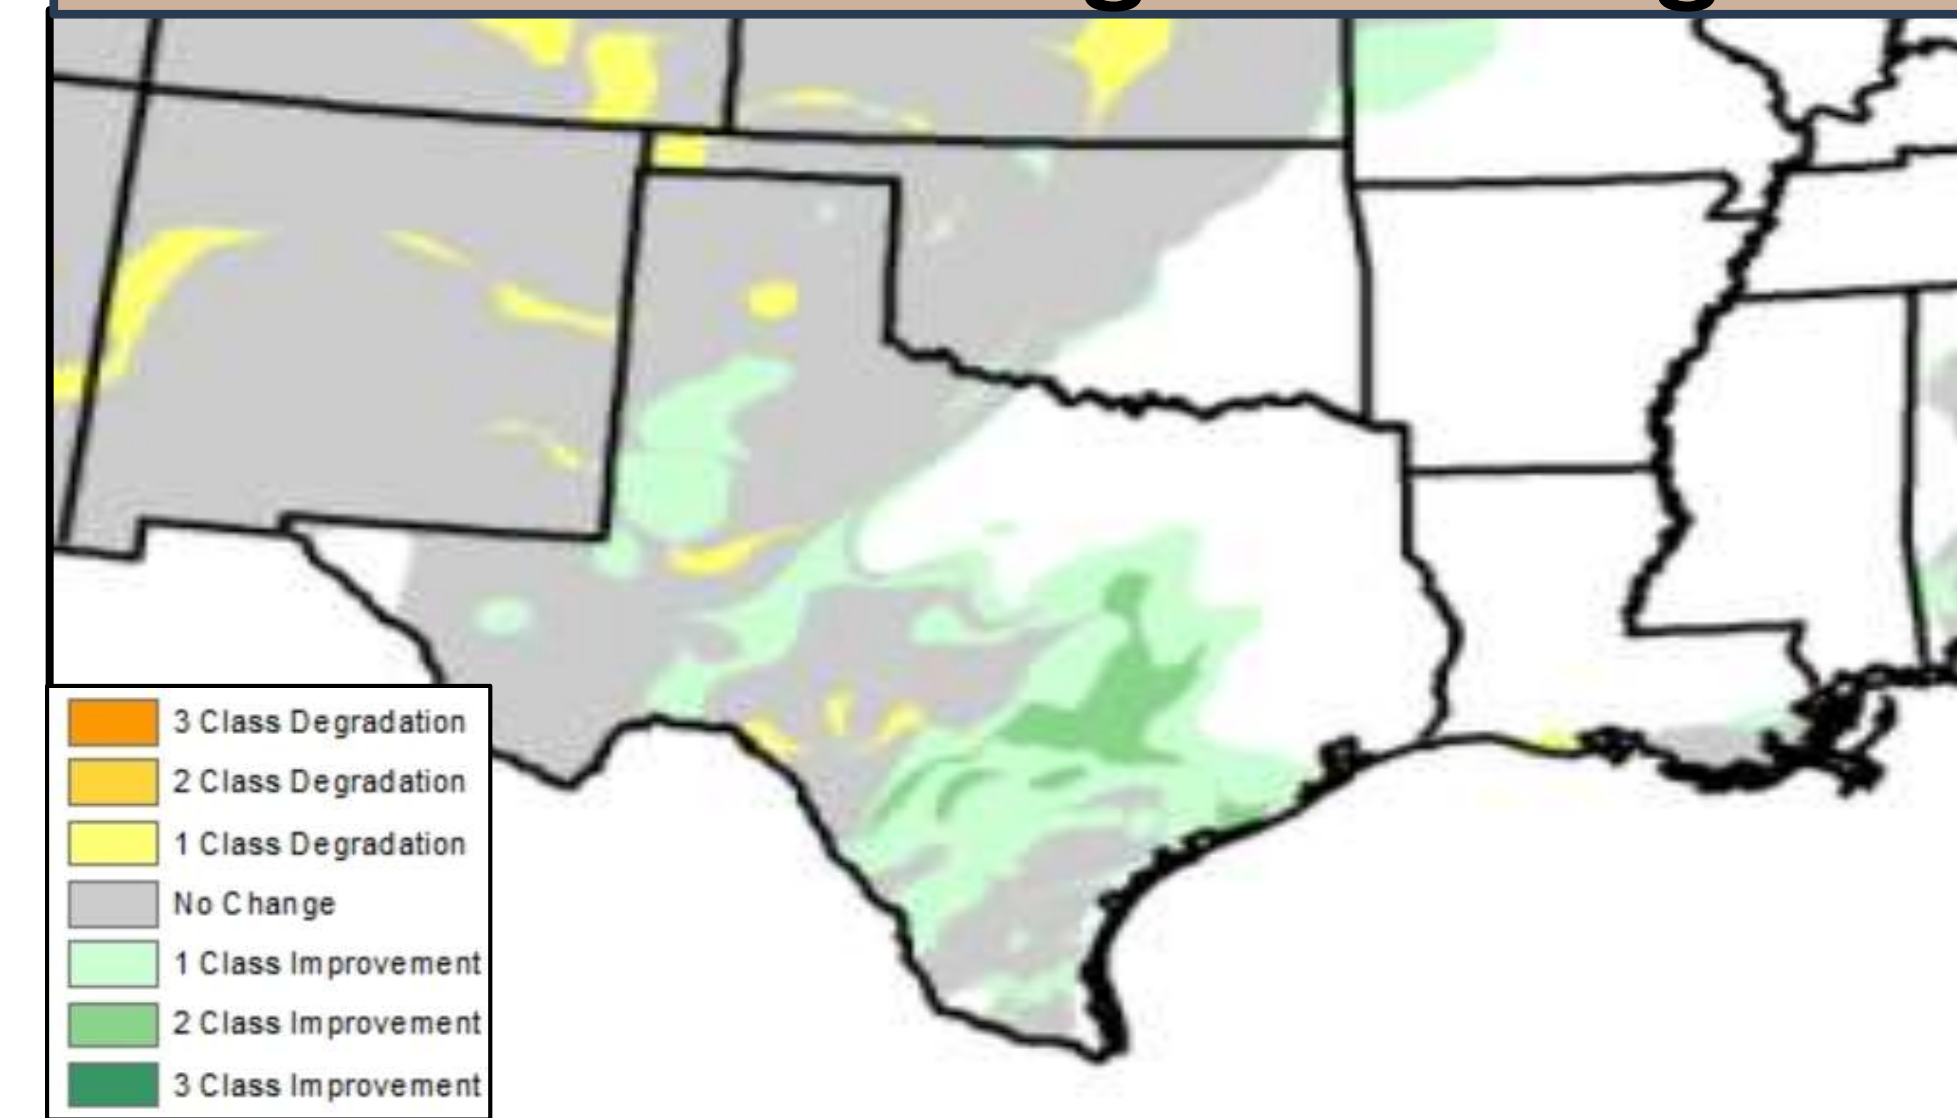 3 Class Degradation
2 Class Degradation
1 Class Degradation
No Change
1 Class Improvement
2 Class Improvement
3 Class Improvement